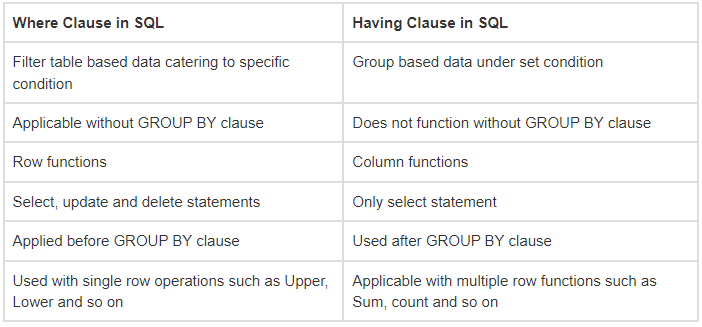 Where Clause in SQL
Having Clause in SQL
Filter table based data catering to specific
condition
Group based data under set condition
Applicable without GROUP BY clause
Does not function without GROUP BY clause
Row functions
Column functions
Select, update and delete statements
Only select statement
Applied before GROUP BY clause
Used after GROUP BY clause
Used with single row operations such as Upper,
Lower and so on
Applicable with multiple row functions such as
Sum, count and so on